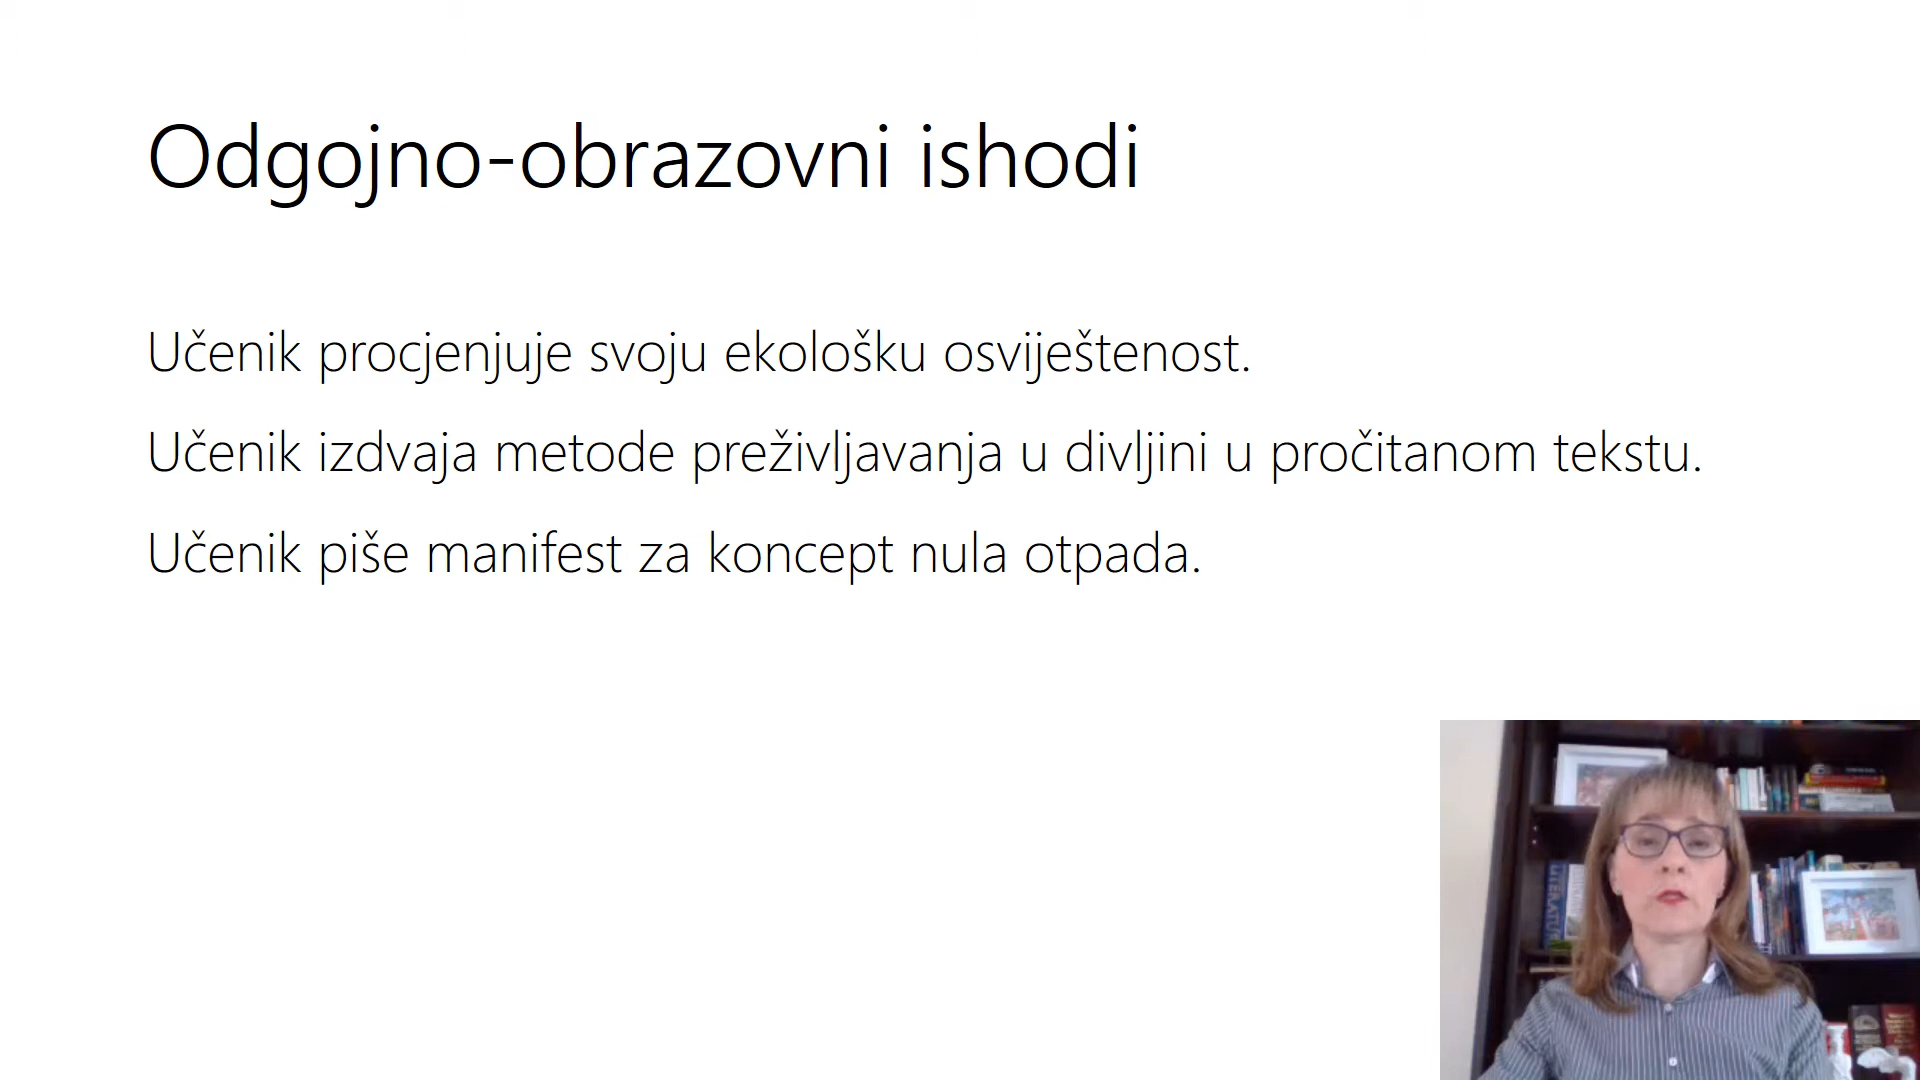 Odgojno-obrazovni ishodi
Učenik procjenjuje svoju ekološku osviještenost.
Učenik izdvaja metode preživljavanja u divljini u pročitanom tekstu.
Učenik piše manifest za koncept nula otpada.